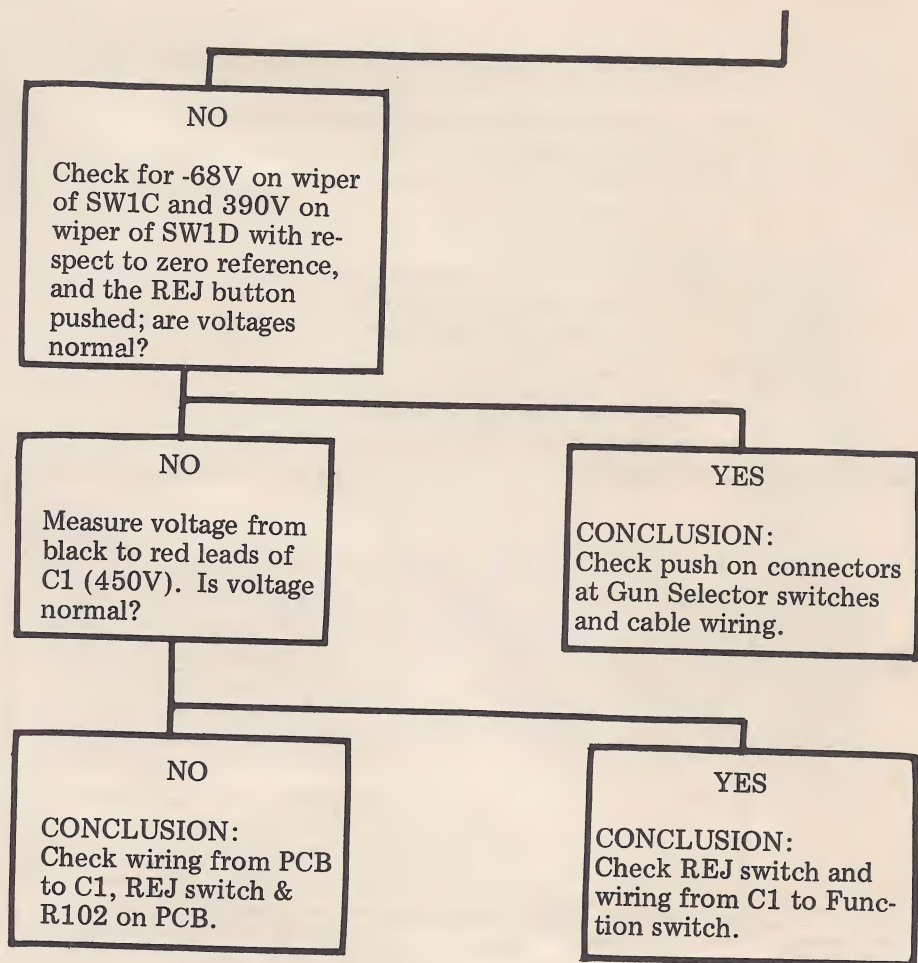 NO
Check for -68V on wiper
of SW1C and 390V on
wiper of SW1D with re-
spect to zero reference,
and the REJ button
pushed; are voltages
normal?
NO
Measure voltage from
black to red leads of
C1 (450V). Is voltage
normal?
YES
CONCLUSION:
Check push on connectors
at Gun Selector switches
and cable wiring.
NO
CONCLUSION:
Check wiring from PCB
to C1, REJ switch &
R102 on PCB.
YES
CONCLUSION:
Check REJ switch and
wiring from C1 to Func-
tion switch.